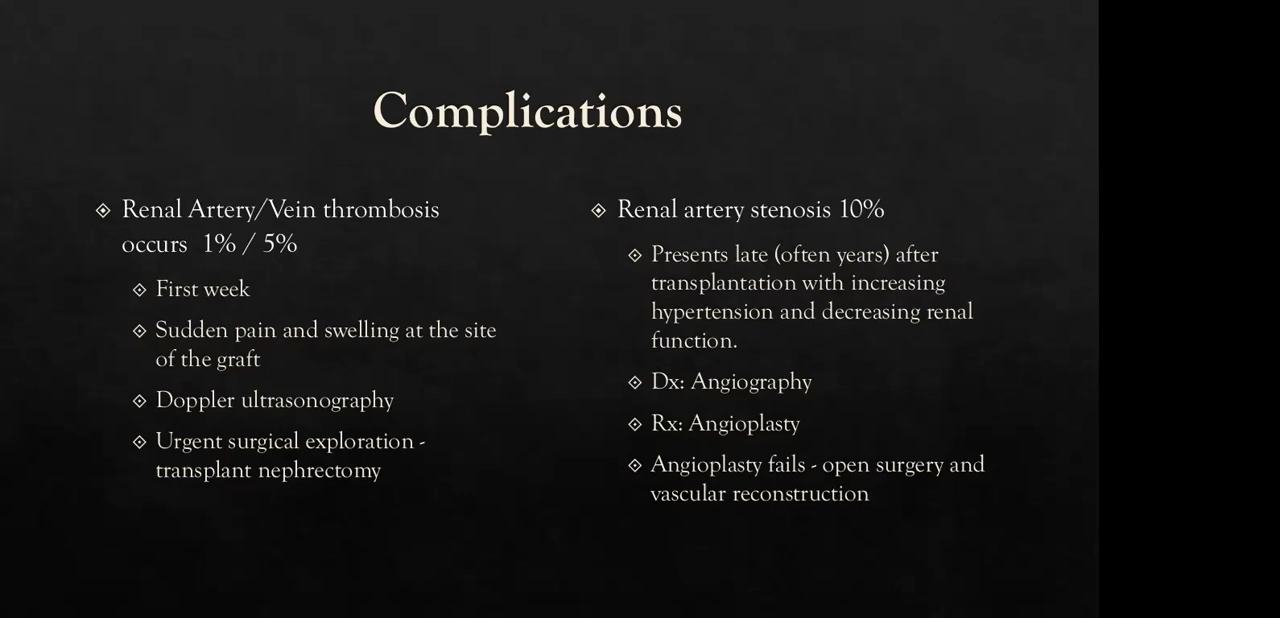 Complications
Renal Artery/Vein thrombosis
occurs 1% / 5%
First week
Sudden pain and swelling at the site
of the graft
Doppler ultrasonography
Urgent surgical exploration -
transplant nephrectomy
Renal artery stenosis 10%
Presents late (often years) after
transplantation with increasing
hypertension and decreasing renal
function.
Dx: Angiography
Rx: Angioplasty
Angioplasty fails - open surgery and
vascular reconstruction